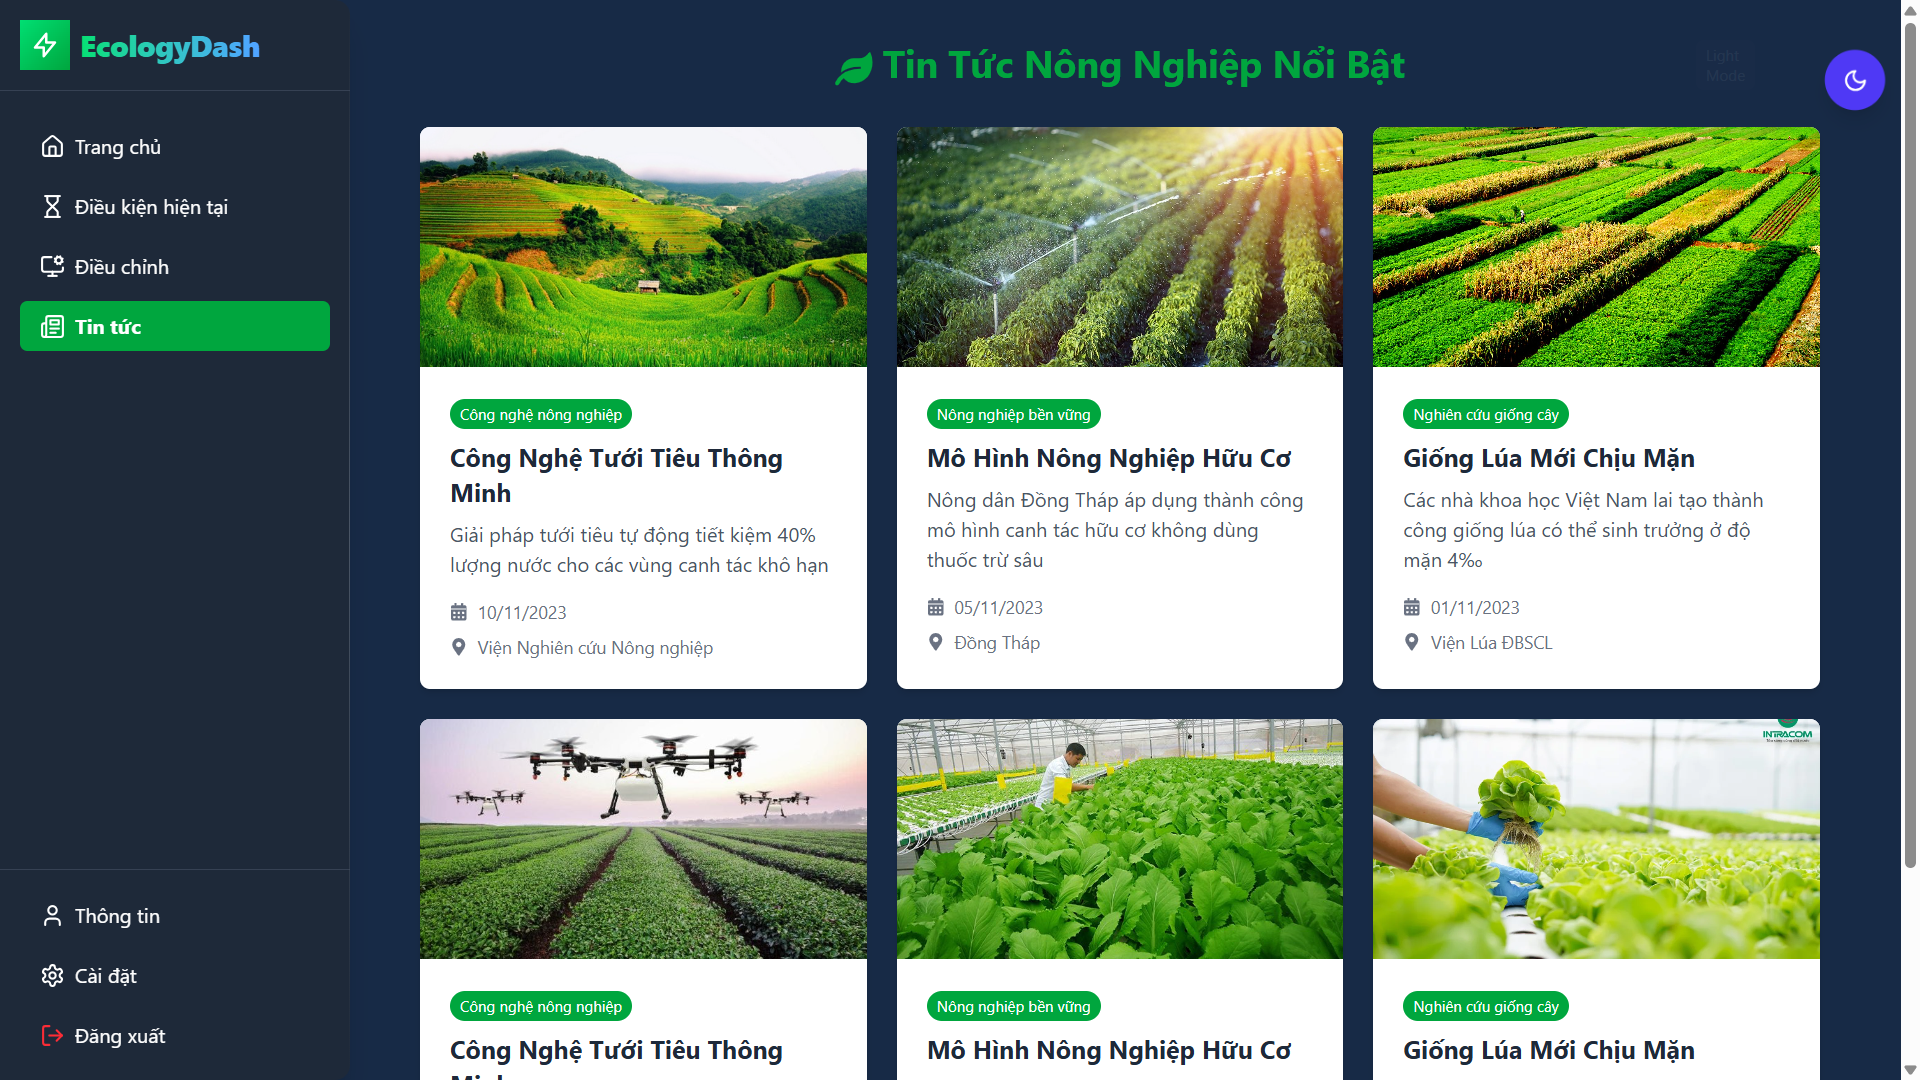 EcologyDash
Trang chủ
Điều kiện hiện tại
Điều chỉnh
Tin tức
Thông tin
Cài đặt
Đăng xuất
Tin Tức Nông Nghiệp Nổi Bật
Light
Mode
Công nghệ nông nghiệp
Công Nghệ Tưới Tiêu Thông
Minh
Giải pháp tưới tiêu tự động tiết kiệm 40%
lượng nước cho các vùng canh tác khô hạn
10/11/2023
Viện Nghiên cứu Nông nghiệp
Nông nghiệp bền vững
Mô Hình Nông Nghiệp Hữu Cơ
Nông dân Đồng Tháp áp dụng thành công
mô hình canh tác hữu cơ không dùng
thuốc trừ sâu
05/11/2023
Đồng Tháp
Nghiên cứu giống cây
Giống Lúa Mới Chịu Mặn
Các nhà khoa học Việt Nam lai tạo thành
công giống lúa có thể sinh trưởng ở độ
mặn 4‰
01/11/2023
Viện Lúa ĐBSCL
INTRACOM
Công nghệ nông nghiệp
Công Nghệ Tưới Tiêu Thông
Minh
Nông nghiệp bền vững
Mô Hình Nông Nghiệp Hữu Cơ
Nghiên cứu giống cây
Giống Lúa Mới Chịu Mặn